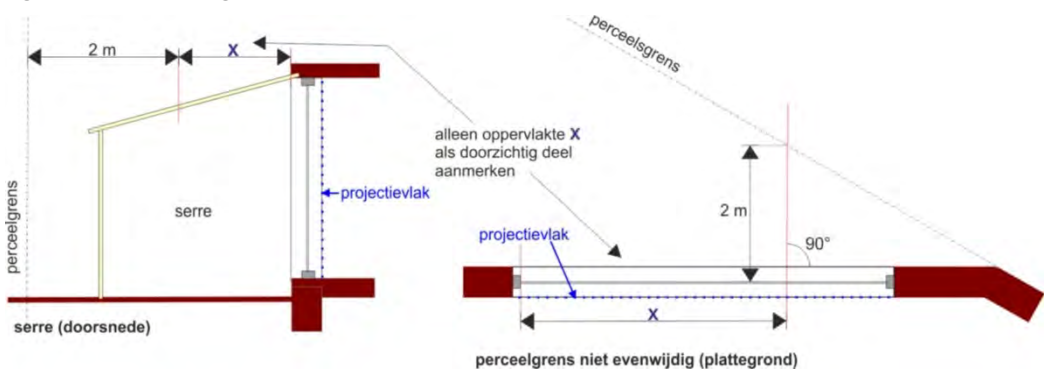 2 m
X
perceelgrens
serre
projectievlak
serre (doorsnede)
alleen oppervlakte X
als doorzichtig deel
aanmerken
perceelsgrens
2 m
90°
projectievlak
X
perceelgrens niet evenwijdig (plattegrond)